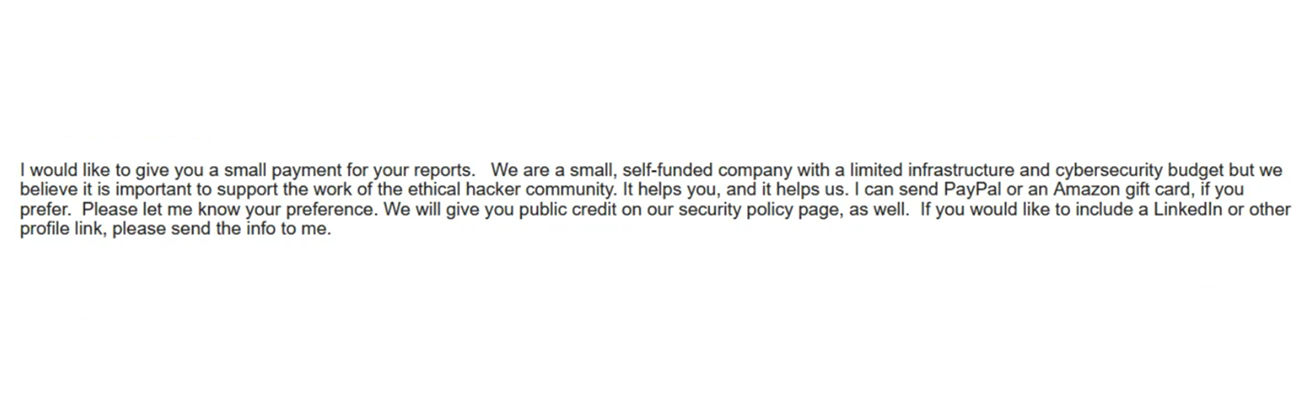 I would like to give you a small payment for your reports.   We are a small, self-funded company with a limited infrastructure and cybersecurity budget but we
believe it is important to support the work of the ethical hacker community. It helps you, and it helps us. I can send PayPal or an Amazon gift card, if you
prefer.  Please let me know your preference. We will give you public credit on our security policy page, as well.  If you would like to include a LinkedIn or other
profile link, please send the info to me.